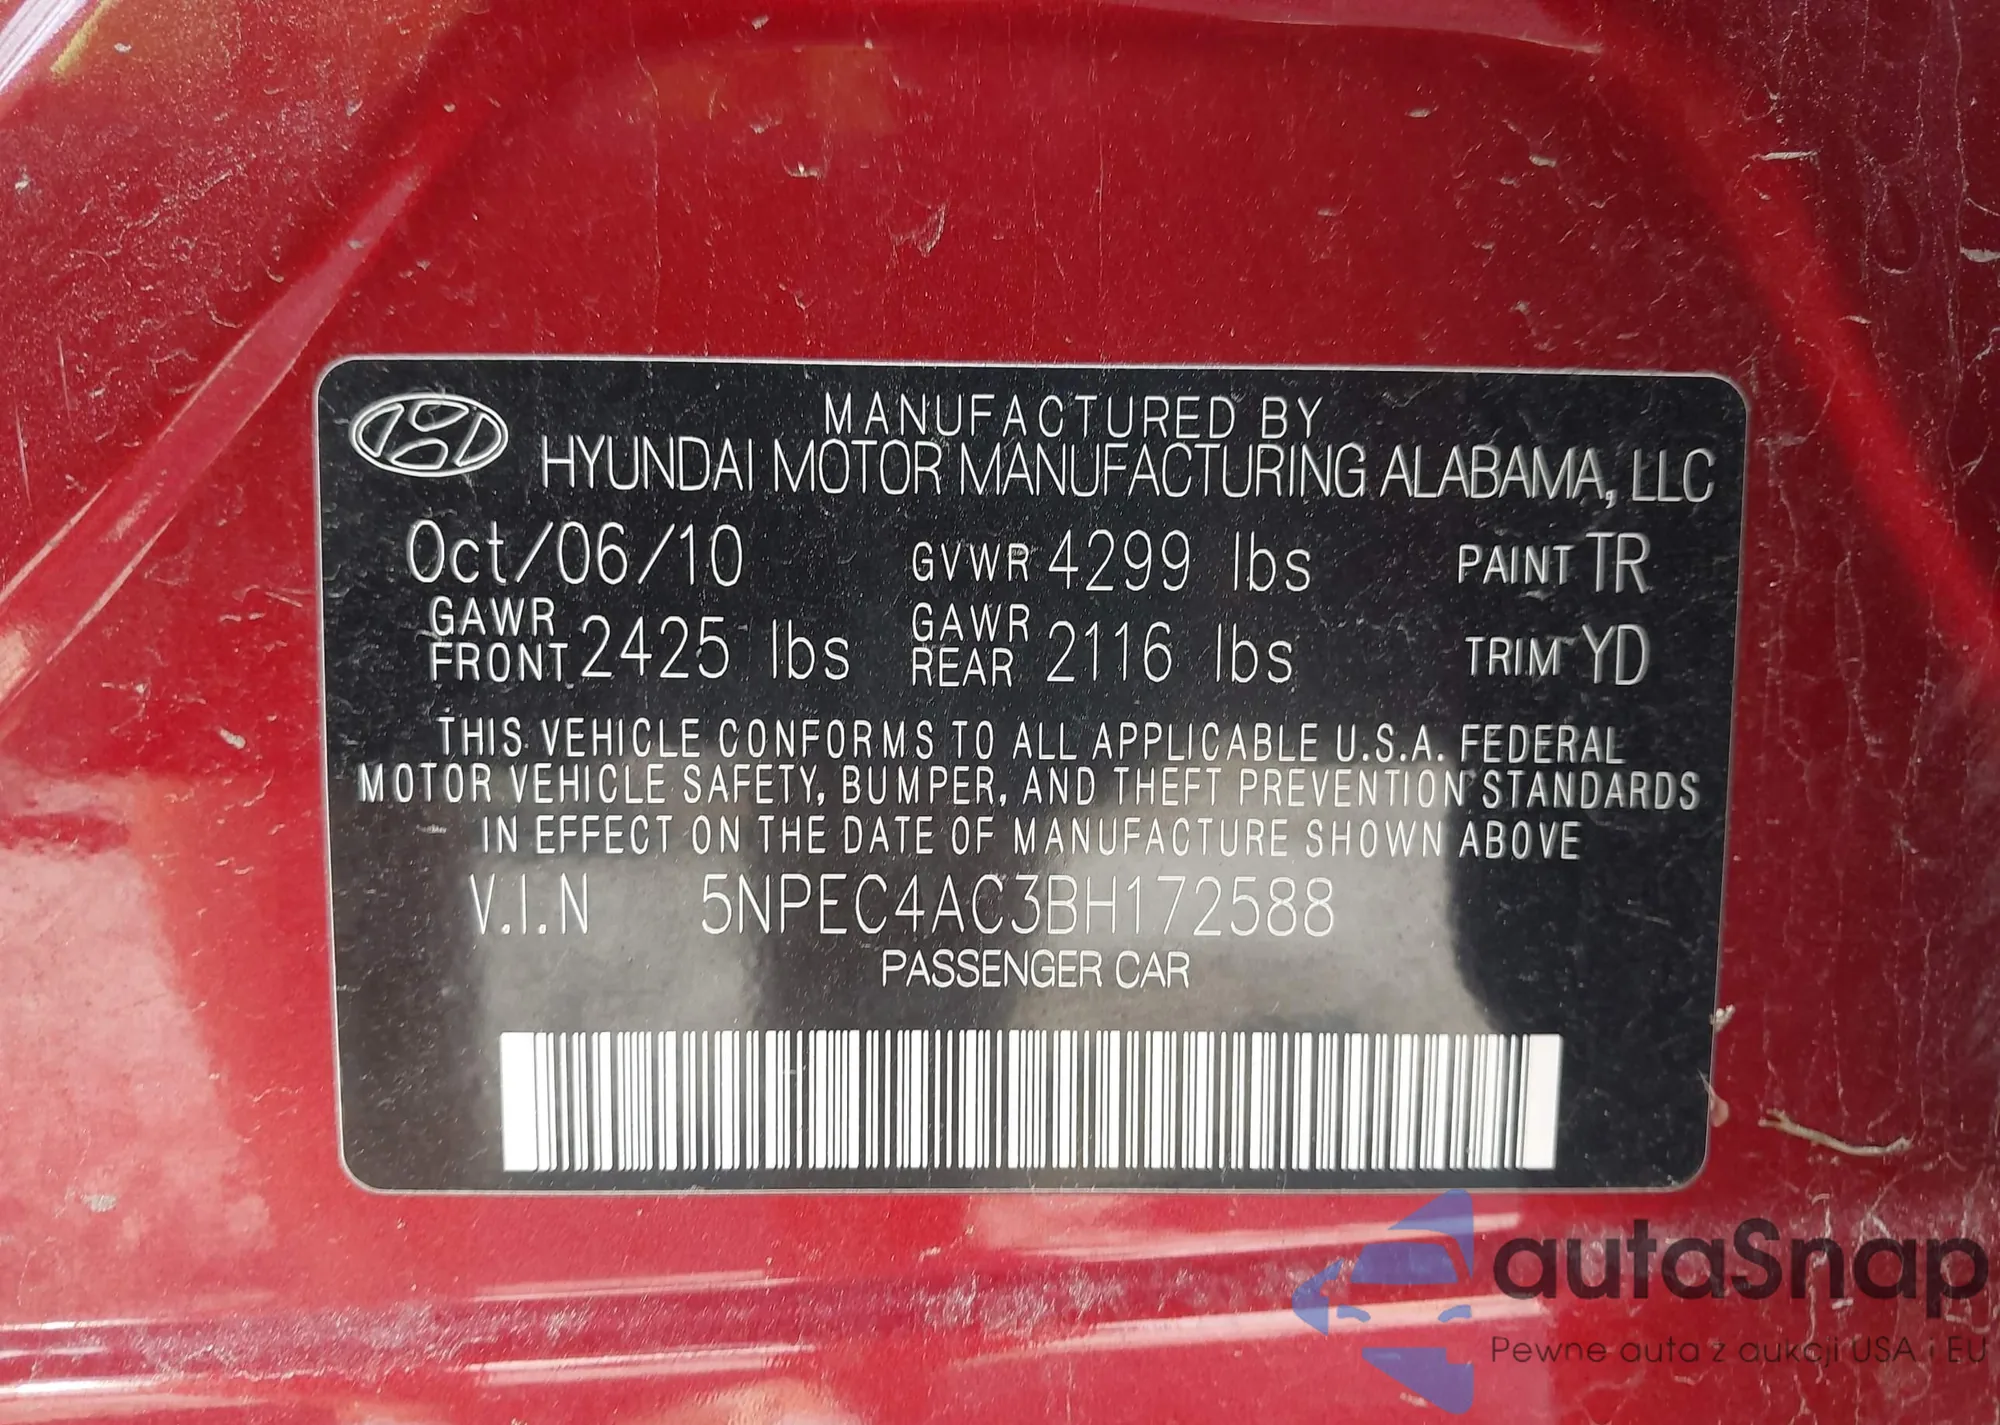 MANUFACTURED BY
HYUNDAI MOTOR MANUFACTURING ALABAMA, LLC
Oct/06/10 GVWR 4299 lbs PAINT TR
GAWR FRONT 2425 lbs GAWR REAR 2116 lbs TRIM YD
THIS VEHICLE CONFORMS TO ALL APPLICABLE U.S.A. FEDERAL
MOTOR VEHICLE SAFETY, BUMPER, AND THEFT PREVENTION STANDARDS
IN EFFECT ON THE DATE OF MANUFACTURE SHOWN ABOVE
V.I.N 5NPEC4AC3BH172588
PASSENGER CAR
autaSnap
Pewne auta z aukcji USA i EU